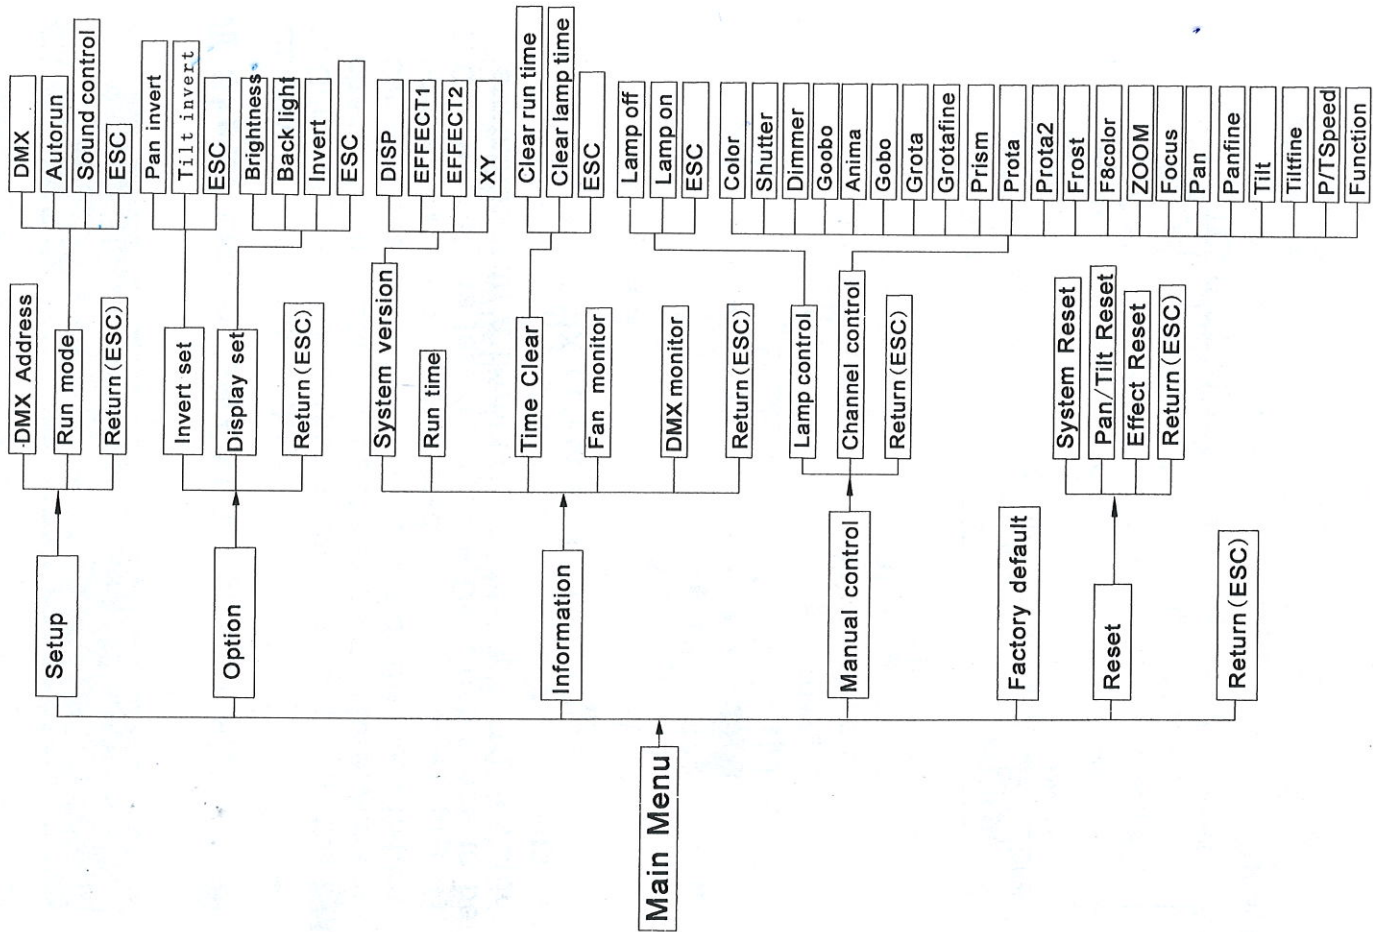 Main Menu
Setup
·DMX Address
Run mode
DMX
Autorun
Sound control
ESC
Return(ESC)
Option
Invert set
Pan invert
Tilt invert
ESC
Display set
Brightness
Back light
Invert
ESC
Return(ESC)
Information
System version
DISP
EFFECT1
EFFECT2
XY
Run time
Time Clear
Clear run time
Clear lamp time
ESC
Fan monitor
DMX monitor
Return(ESC)
Manual control
Lamp control
Lamp off
Lamp on
ESC
Channel control
Color
Shutter
Dimmer
Goobo
Anima
Gobo
Grota
Grotafine
Prism
Prota
Prota2
Frost
F8color
ZOOM
Focus
Pan
Panfine
Tilt
Tiltfine
P/TSpeed
Function
Return(ESC)
Factory default
Reset
System Reset
Pan/Tilt Reset
Effect Reset
Return(ESC)
Return(ESC)